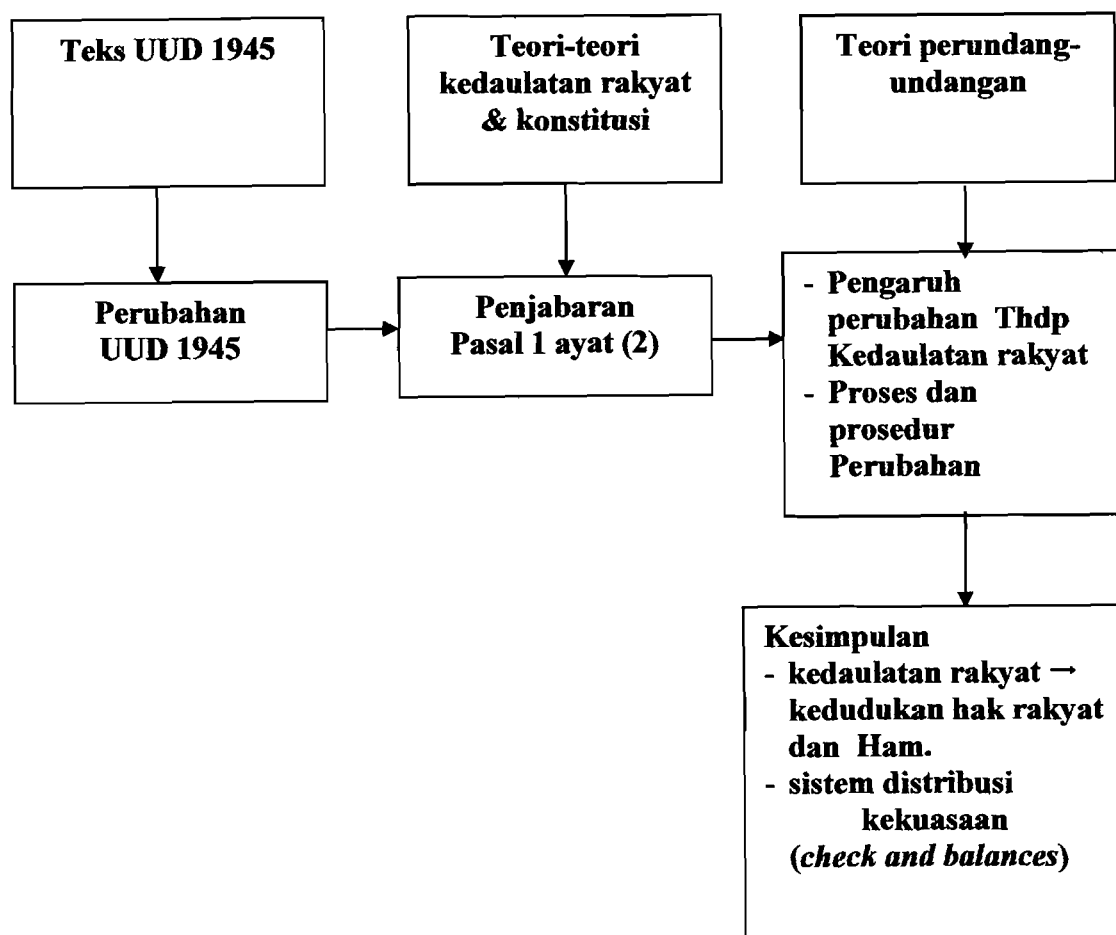 Teks UUD 1945
Teori-teori
kedaulatan rakyat
& konstitusi
Teori perundang-
undangan
Perubahan
UUD 1945
Penjabaran
Pasal 1 ayat (2)
- Pengaruh
perubahan Thdp
Kedaulatan rakyat
- Proses dan
prosedur
Perubahan
Kesimpulan
- kedaulatan rakyat →
kedudukan hak rakyat
dan Ham.
- sistem distribusi
kekuasaan
(check and balances)